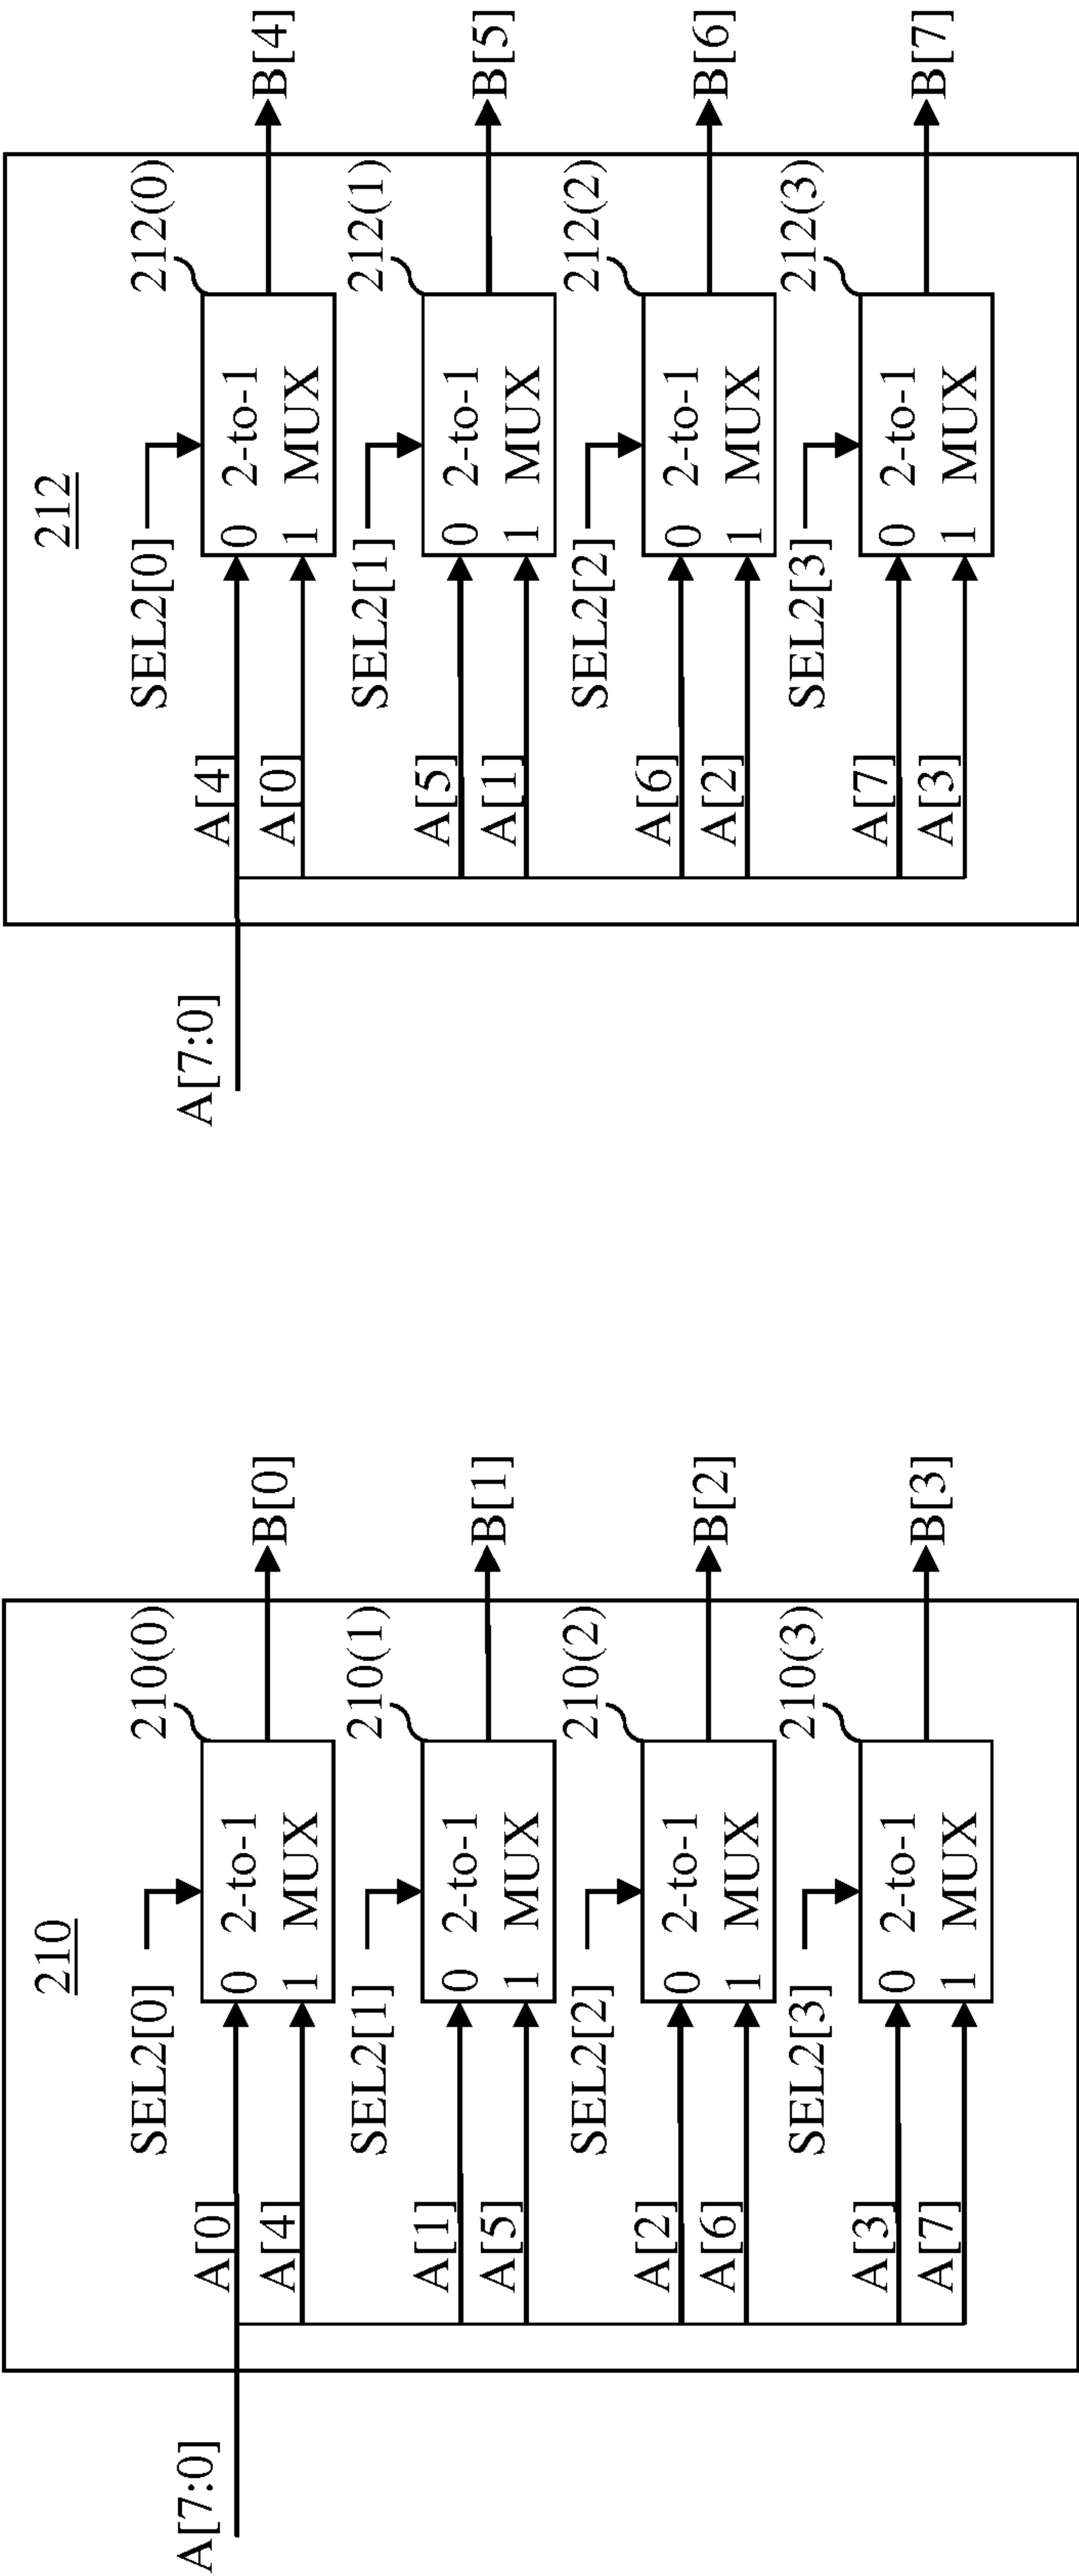 210
A[7:0]
SEL2[0]
210(0)
A[0]
0 2-to-1
A[4]
1 MUX
B[0]
SEL2[1]
210(1)
A[1]
0 2-to-1
A[5]
1 MUX
B[1]
SEL2[2]
210(2)
A[2]
0 2-to-1
A[6]
1 MUX
B[2]
SEL2[3]
210(3)
A[3]
0 2-to-1
A[7]
1 MUX
B[3]
212
A[7:0]
SEL2[0]
212(0)
A[4]
0 2-to-1
A[0]
1 MUX
B[4]
SEL2[1]
212(1)
A[5]
0 2-to-1
A[1]
1 MUX
B[5]
SEL2[2]
212(2)
A[6]
0 2-to-1
A[2]
1 MUX
B[6]
SEL2[3]
212(3)
A[7]
0 2-to-1
A[3]
1 MUX
B[7]